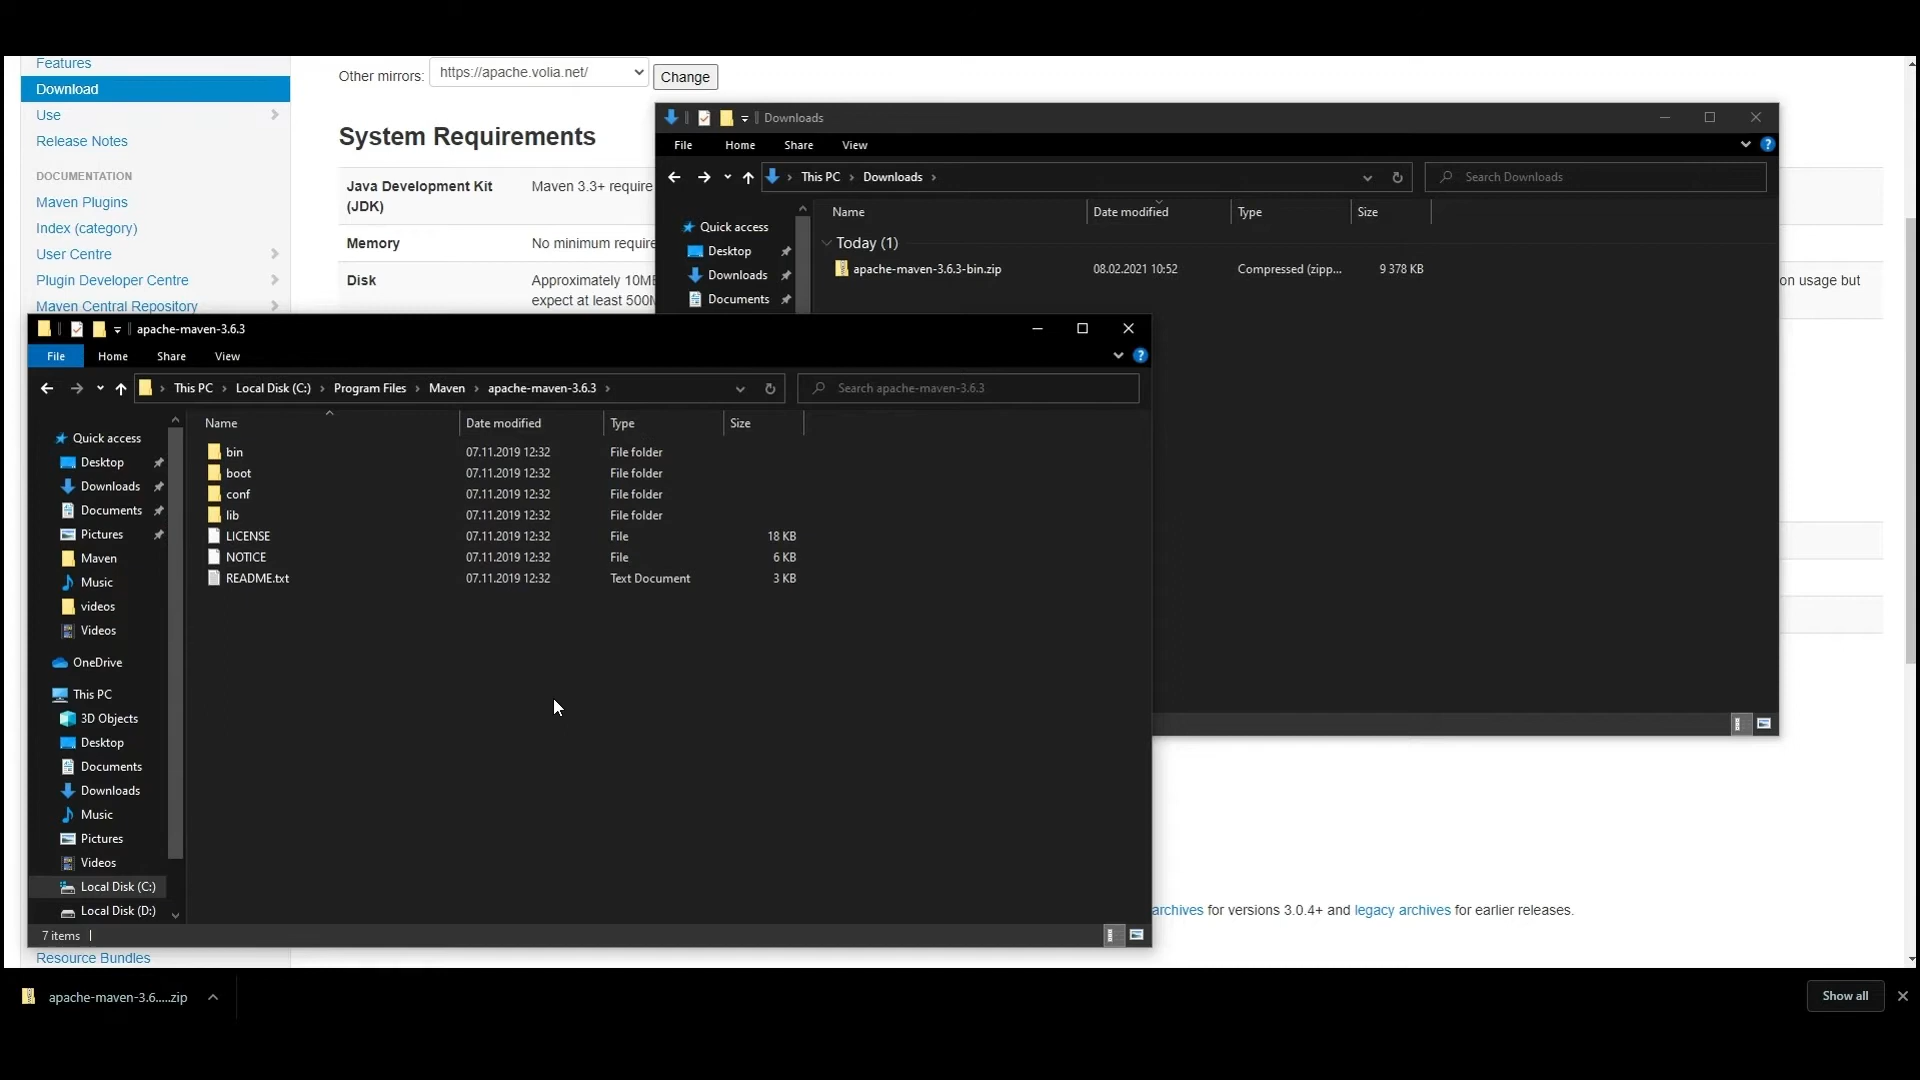 Features
Download
Use
Release Notes
DOCUMENTATION
Maven Plugins
Index (category)
User Centre
Plugin Developer Centre
Maven Central Repository
Resource Bundles
Other mirrors: https://apache.volia.net/ Change
System Requirements
Java Development Kit (JDK)
Maven 3.3+ require
Memory
No minimum require
Disk
Approximately 10M
expect at least 500
on usage but
archives for versions 3.0.4+ and legacy archives for earlier releases.
Downloads
File Home Share View
This PC Downloads
Search Downloads
Name Date modified Type Size
Quick access
Desktop
Downloads
Documents
Today (1)
apache-maven-3.6.3-bin.zip 08.02.2021 10:52 Compressed (zipp... 9 378 KB
apache-maven-3.6.3
File Home Share View
This PC Local Disk (C:) Program Files Maven apache-maven-3.6.3
Search apache-maven-3.6.3
Name Date modified Type Size
Quick access
Desktop
Downloads
Documents
Pictures
Maven
Music
videos
Videos
OneDrive
This PC
3D Objects
Desktop
Documents
Downloads
Music
Pictures
Videos
Local Disk (C:)
Local Disk (D:)
bin 07.11.2019 12:32 File folder
boot 07.11.2019 12:32 File folder
conf 07.11.2019 12:32 File folder
lib 07.11.2019 12:32 File folder
LICENSE 07.11.2019 12:32 File 18 KB
NOTICE 07.11.2019 12:32 File 6 KB
README.txt 07.11.2019 12:32 Text Document 3 KB
7 items
apache-maven-3.6.....zip
Show all